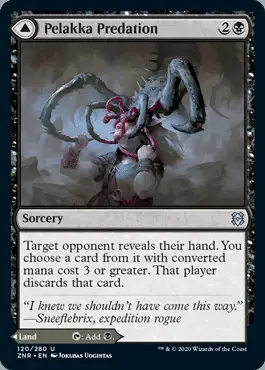 Pelakka Predation 2
Sorcery
Target opponent reveals their hand. You
choose a card from it with converted
mana cost 3 or greater. That player
discards that card.
“I knew we shouldn’t have come this way.”
—Sneeflebrix, expedition rogue
Land : Add .
120/280 U
ZNR • EN JOKUBAS UOGINTAS
™ & © 2020 Wizards of the Coast